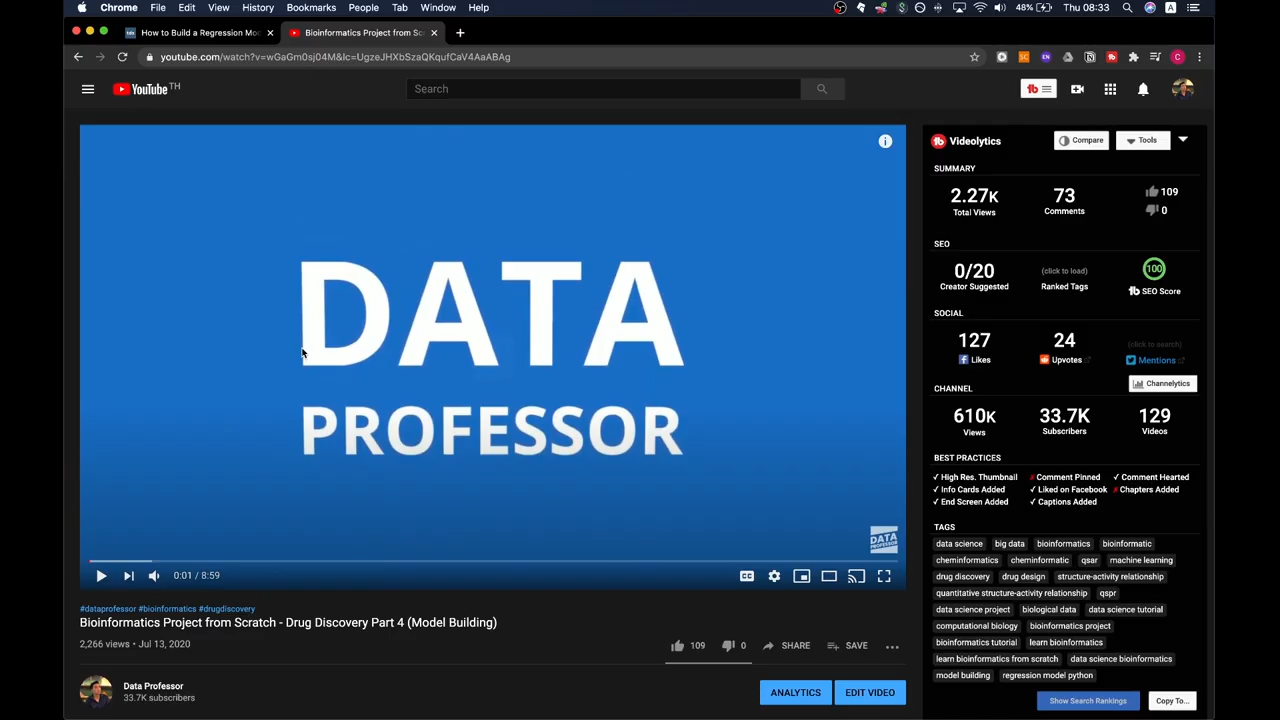 Chrome File Edit View History Bookmarks People Tab Window Help 48% Thu 08:33
How to Build a Regression Mo
Bioinformatics Project from Sc
youtube.com/watch?v=wGaGm0sj04M&lc=UgzeJHXbSzaQKqufCaV4AaABAg
YouTube TH
Search
DATA
PROFESSOR
DATA
PROFESSOR
0:01 / 8:59
CC
#dataprofessor #bioinformatics #drugdiscovery
Bioinformatics Project from Scratch - Drug Discovery Part 4 (Model Building)
2,266 views • Jul 13, 2020
109 0 SHARE SAVE
Data Professor
33.7K subscribers
ANALYTICS EDIT VIDEO
Videolytics Compare Tools
SUMMARY
2.27K 73 109
Total Views Comments 0
SEO
0/20 (click to load) 100
Creator Suggested Ranked Tags SEO Score
SOCIAL
127 24 (click to search)
Likes Upvotes Mentions
CHANNEL Channelytics
610K 33.7K 129
Views Subscribers Videos
BEST PRACTICES
High Res. Thumbnail Comment Pinned Comment Hearted
Info Cards Added Liked on Facebook Chapters Added
End Screen Added Captions Added
TAGS
data science big data bioinformatics bioinformatic
cheminformatics cheminformatic qsar machine learning
drug discovery drug design structure-activity relationship
quantitative structure-activity relationship qspr
data science project biological data data science tutorial
computational biology bioinformatics project
bioinformatics tutorial learn bioinformatics
learn bioinformatics from scratch data science bioinformatics
model building regression model python
Show Search Rankings Copy To...